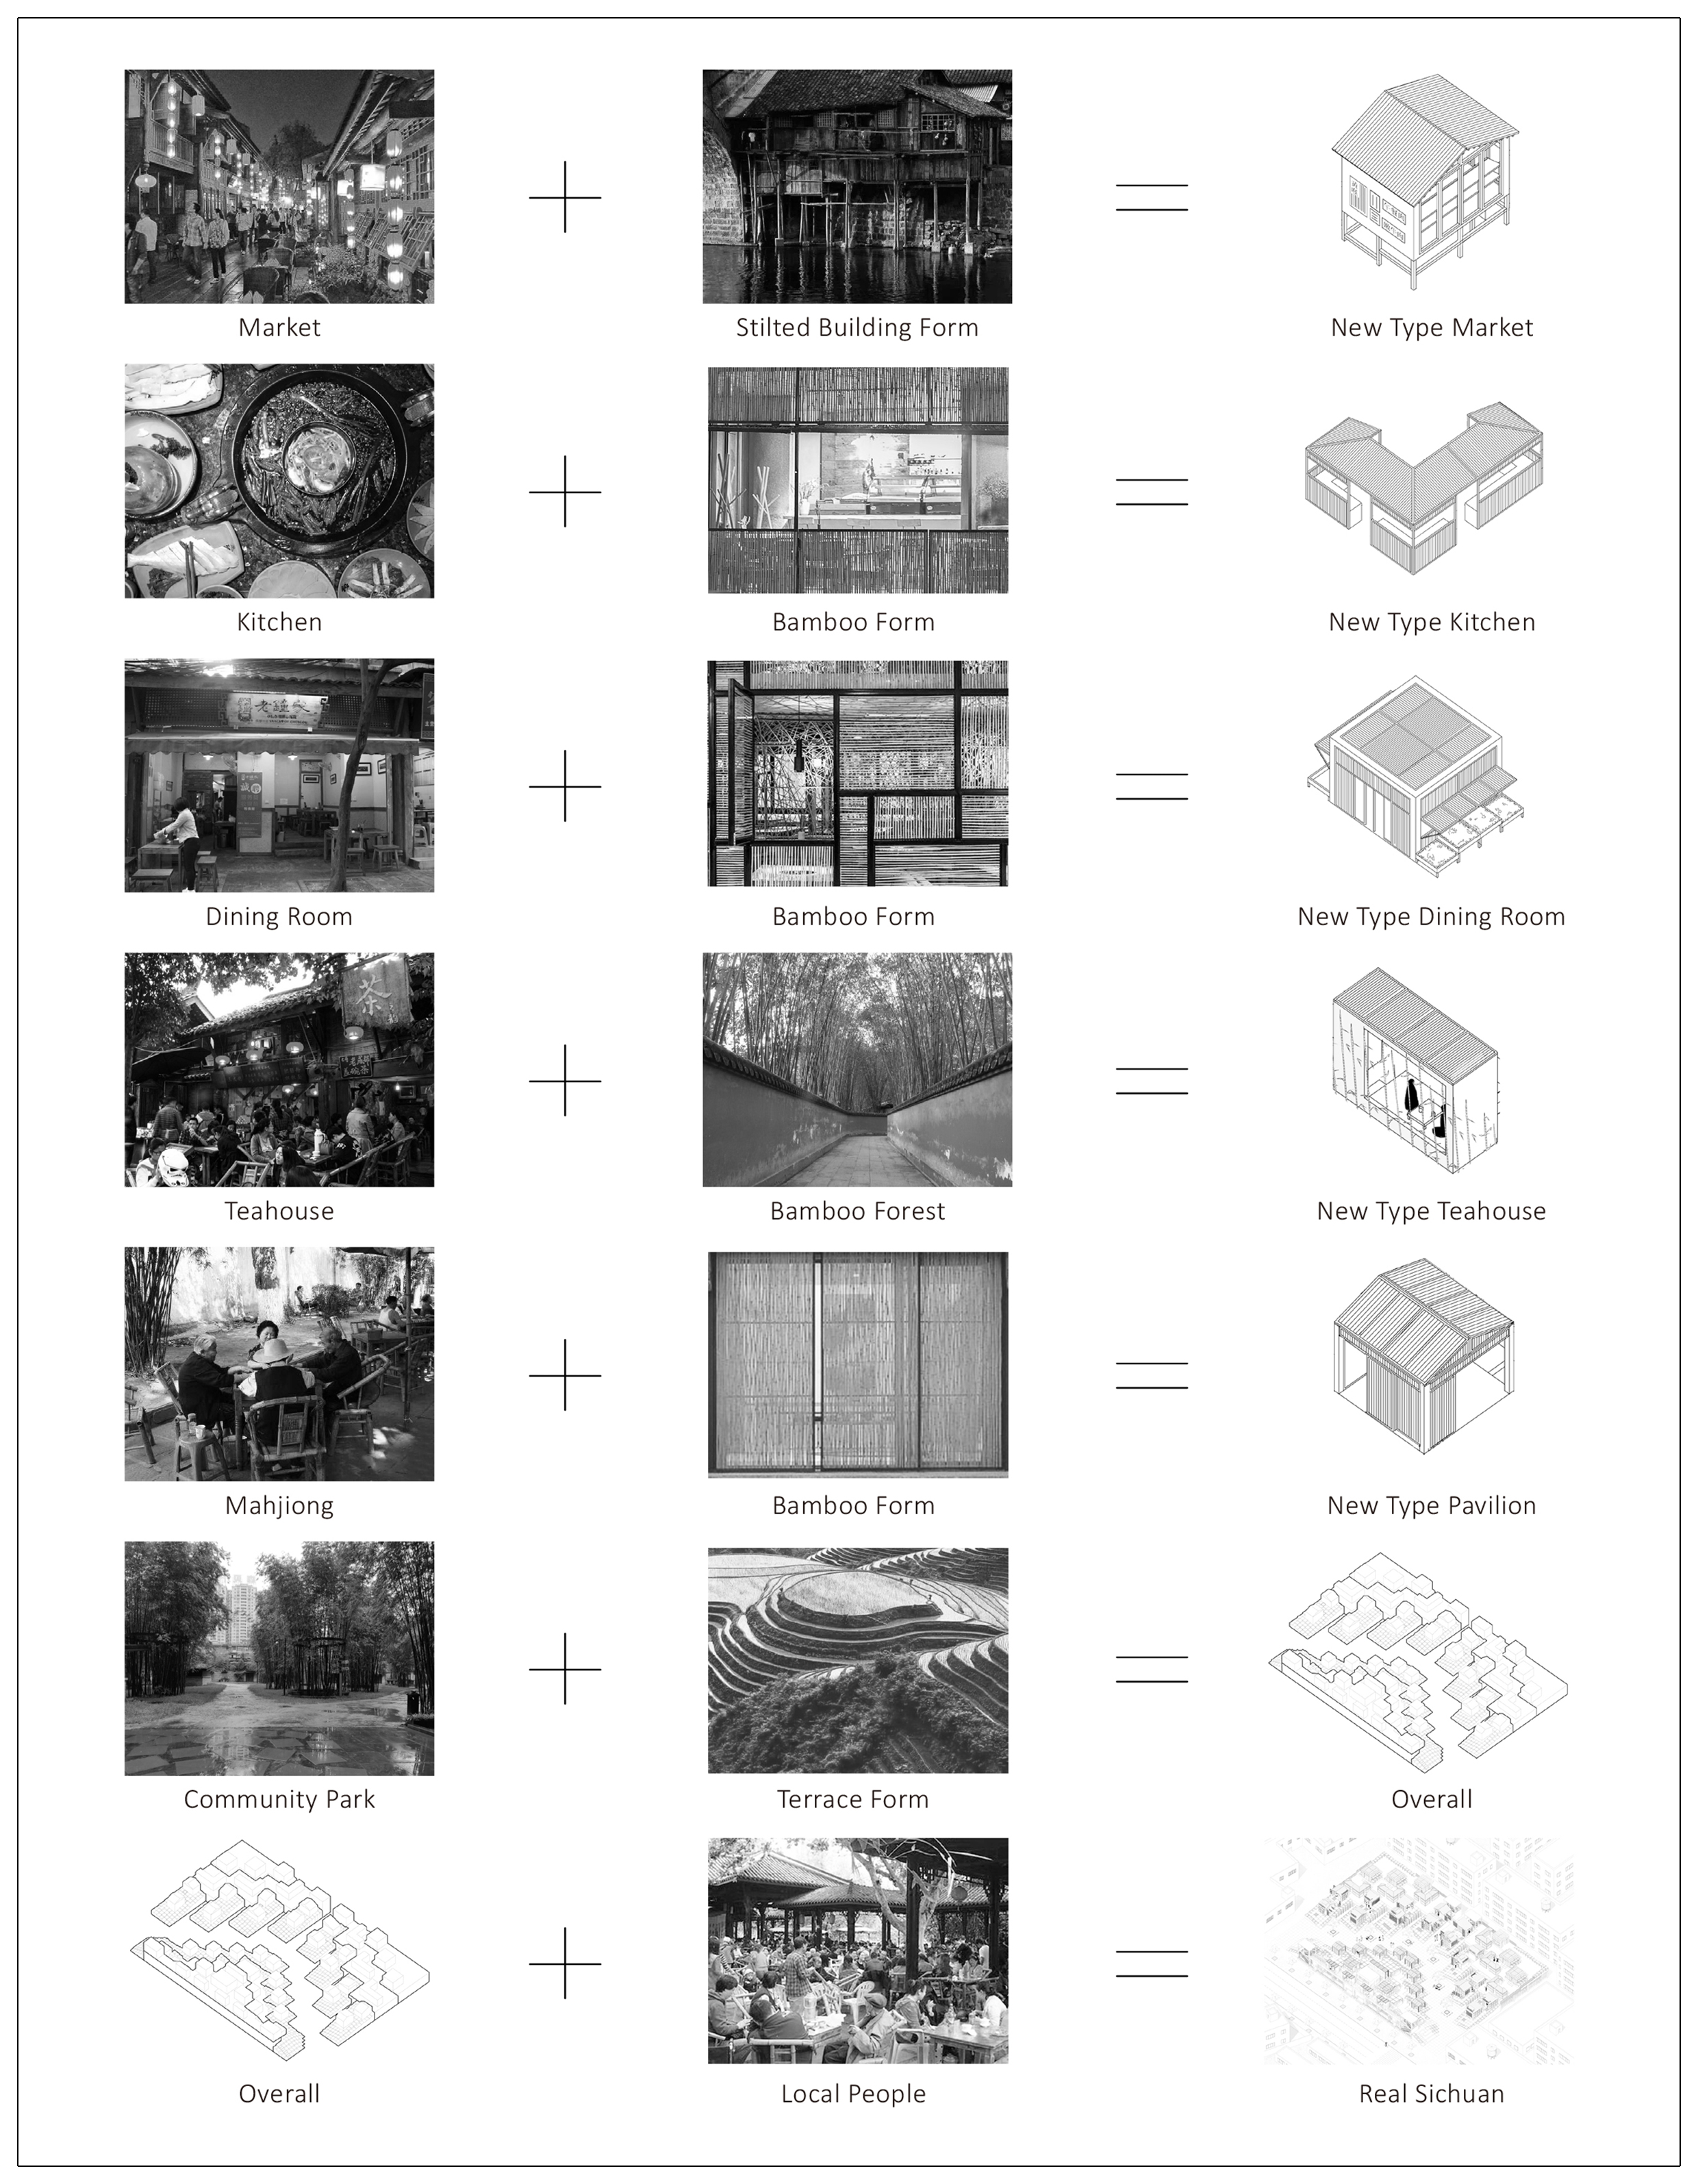 Market
Stilted Building Form
New Type Market
Kitchen
Bamboo Form
New Type Kitchen
Dining Room
Bamboo Form
New Type Dining Room
茶
Teahouse
Bamboo Forest
New Type Teahouse
Mahjiong
Bamboo Form
New Type Pavilion
Community Park
Terrace Form
Overall
Overall
Local People
Real Sichuan